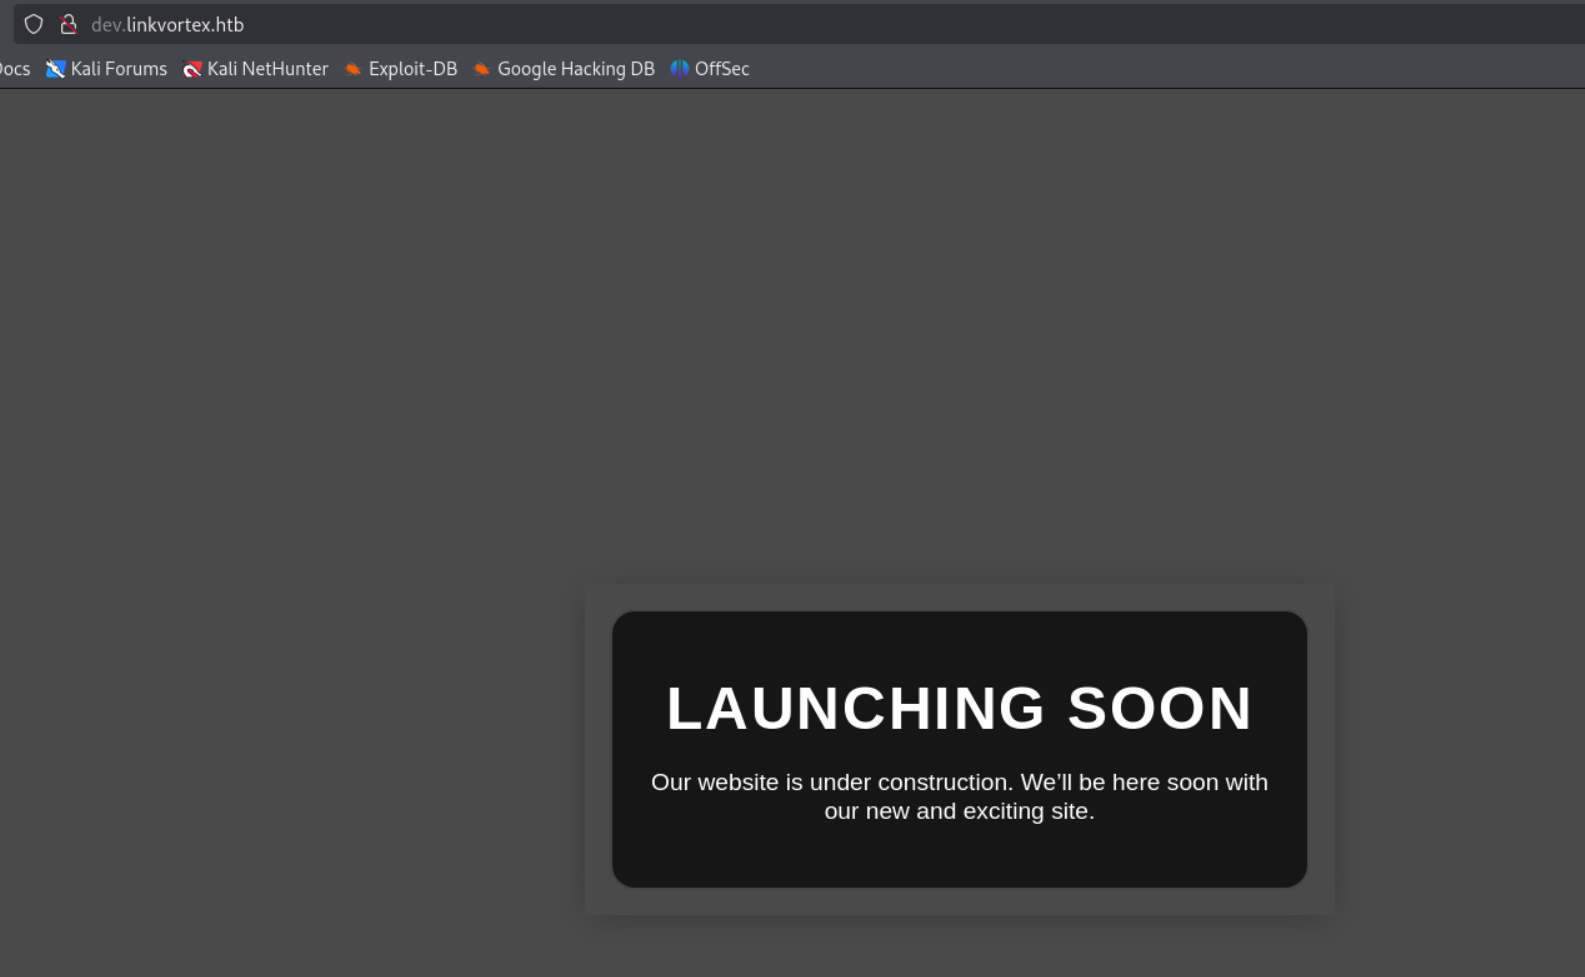 dev.linkvortex.htb
Docs Kali Forums Kali NetHunter Exploit-DB Google Hacking DB OffSec
LAUNCHING SOON
Our website is under construction. We’ll be here soon with
our new and exciting site.